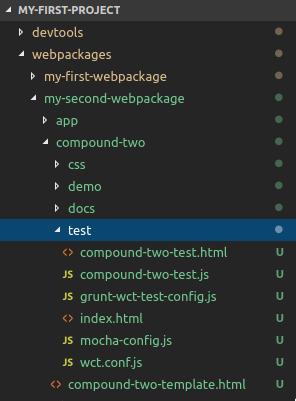 MY-FIRST-PROJECT
devtools
webpackages
my-first-webpackage
my-second-webpackage
app
compound-two
css
demo
docs
test
<> compound-two-test.html U
JS compound-two-test.js U
JS grunt-wct-test-config.js U
<> index.html U
JS mocha-config.js U
JS wct.conf.js U
<> compound-two-template.html U